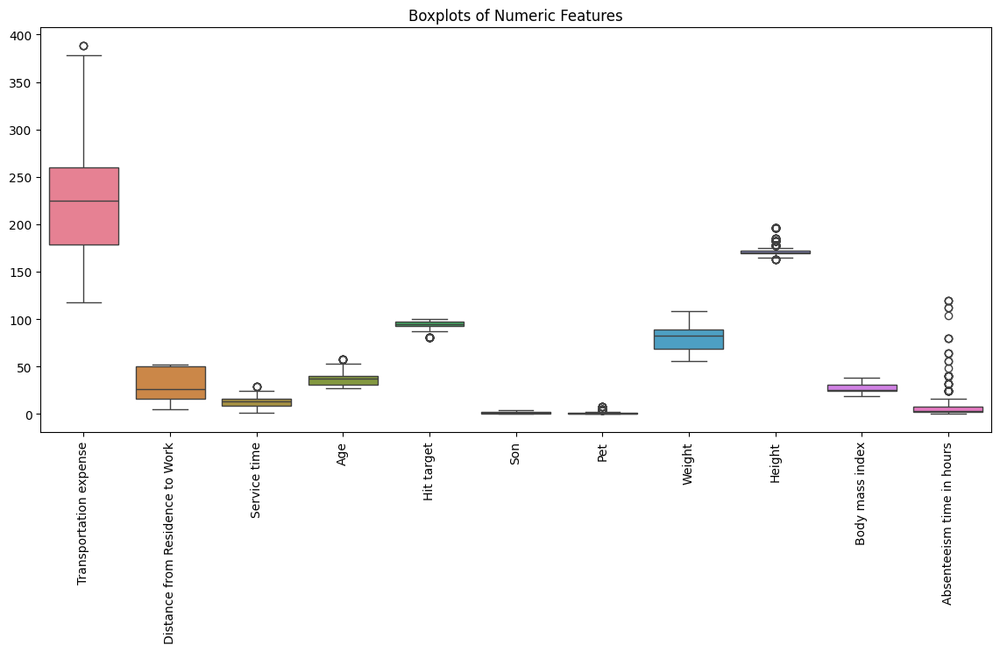 Boxplots of Numeric Features
400
350
300
250
200
150
100
50
0
Transportation expense
Distance from Residence to Work
Service time
Age
Hit target
Son
Pet
Weight
Height
Body mass index
Absenteeism time in hours